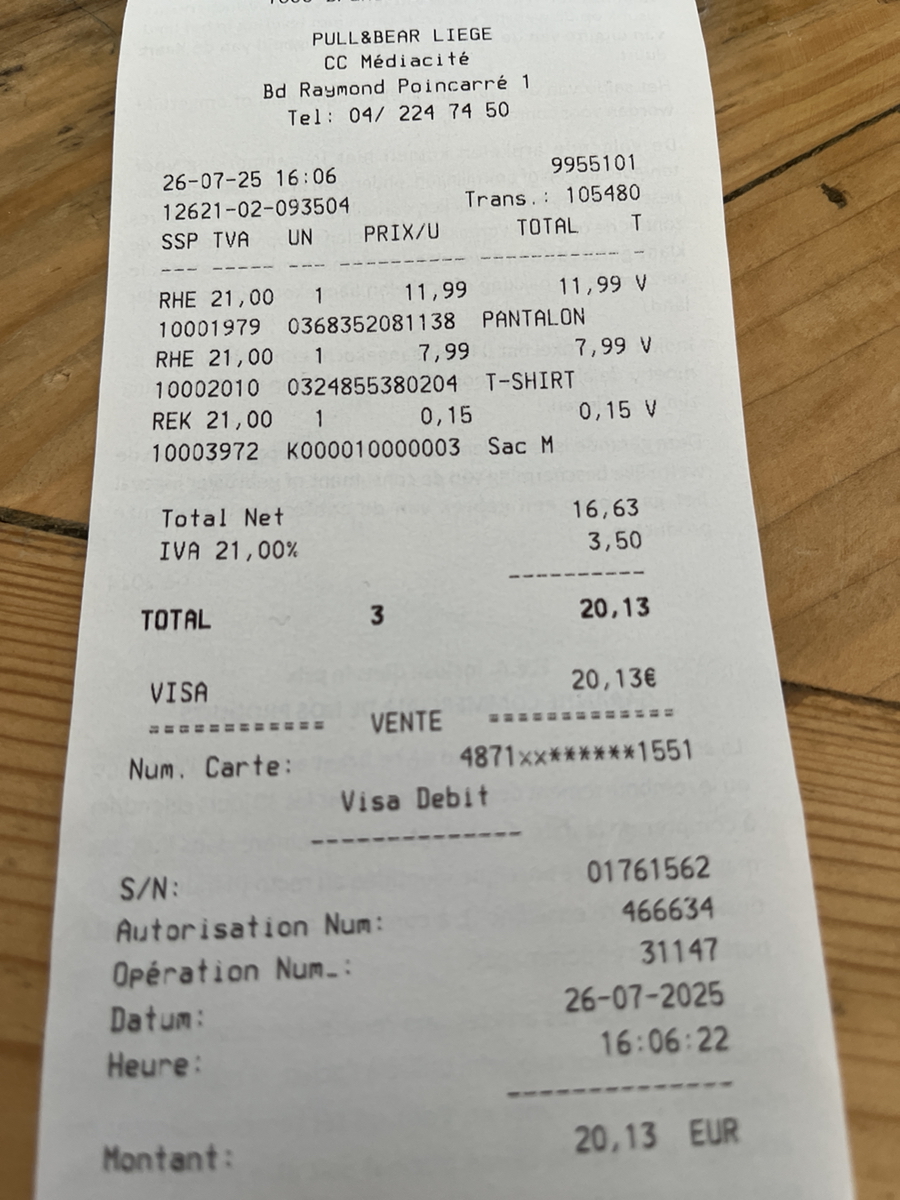 PULL&BEAR LIEGE
CC Médiacité
Bd Raymond Poincarré 1
Tel: 04/ 224 74 50
26-07-25 16:06 9955101
12621-02-093504 Trans.: 105480
SSP TVA UN PRIX/U TOTAL T
--- ----- --- ---------- -------------
RHE 21,00 1 11,99 11,99 V
10001979 0368352081138 PANTALON
RHE 21,00 1 7,99 7,99 V
10002010 0324855380204 T-SHIRT
REK 21,00 1 0,15 0,15 V
10003972 K000010000003 Sac M
Total Net 16,63
IVA 21,00% 3,50
----------
TOTAL 3 20,13
VISA 20,13€
============ VENTE =============
Num. Carte: 4871xx******1551
Visa Debit
-------------
S/N: 01761562
Autorisation Num: 466634
Opération Num_: 31147
Datum: 26-07-2025
Heure: 16:06:22
-------------
Montant: 20,13 EUR